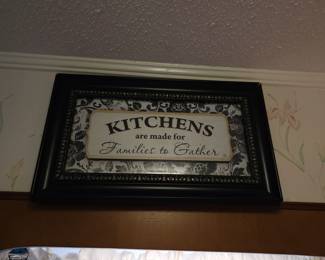 KITCHENS
are made for
Families to Gather